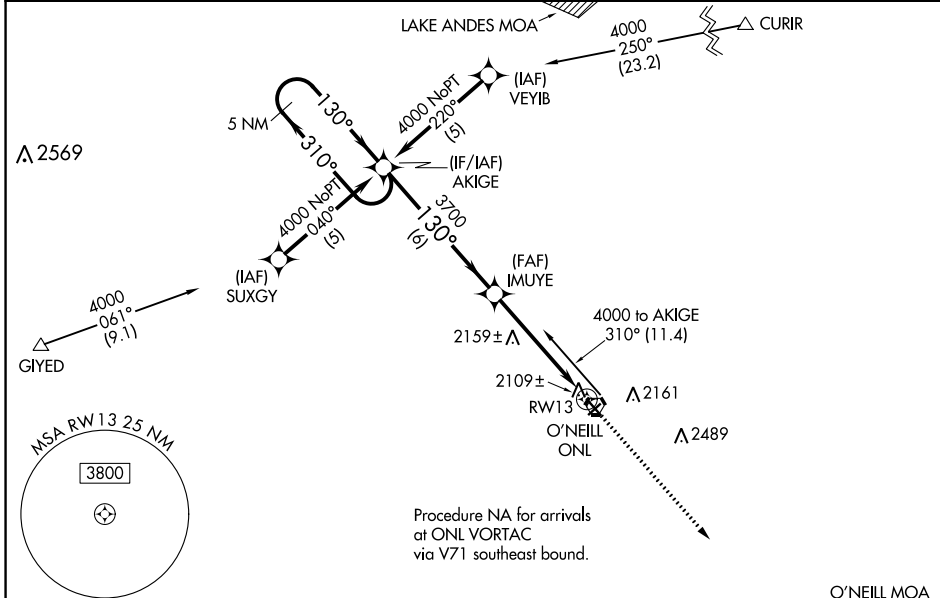 LAKE ANDES MOA
4000
250°
(23.2)
CURIR
(IAF)
VEYIB
4000 NoPT
220°
(5)
130°
5 NM
310°
2569
(IF/IAF)
AKIGE
4000 NoPT
040°
(5)
3700
130°
(6)
(IAF)
SUXGY
(FAF)
IMUYE
4000
061°
(9.1)
GIYED
4000 to AKIGE
310° (11.4)
2159±
2109±
RW13
2161
O'NEILL
ONL
2489
MSA RW13 25 NM
3800
Procedure NA for arrivals
at ONL VORTAC
via V71 southeast bound.
O'NEILL MOA